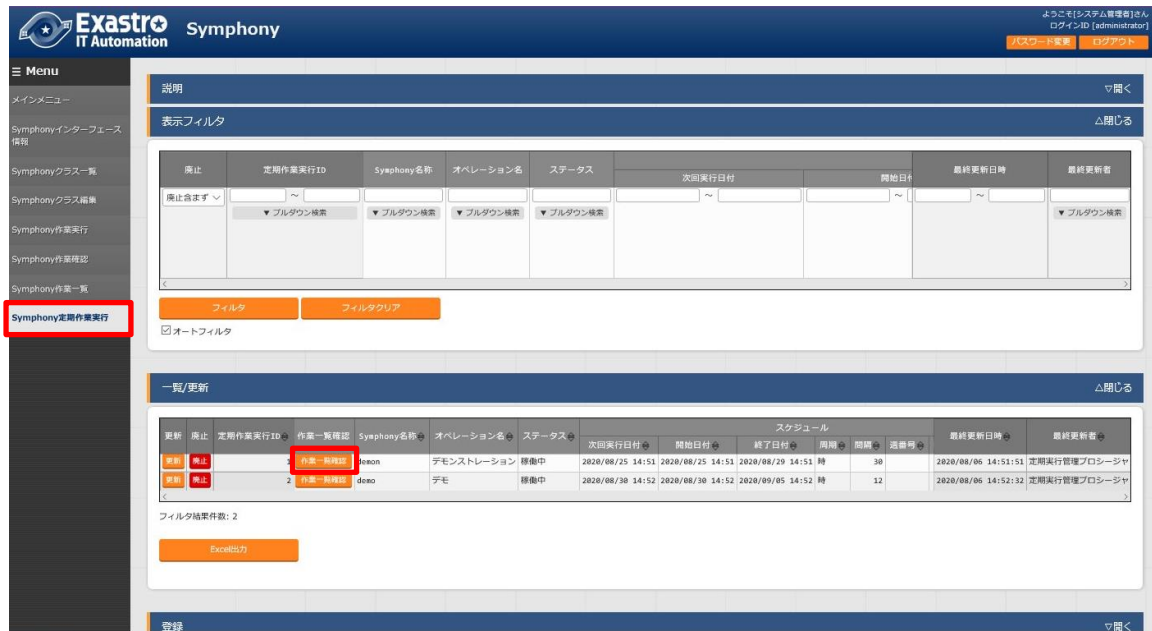 Exastro
IT Automation
Symphony
ようこそ[システム管理者]さん
ログインID [administrator]
パスワード変更 ログアウト
≡ Menu
メインメニュー
Symphonyインターフェース
情報
Symphonyクラス一覧
Symphonyクラス編集
Symphony作業実行
Symphony作業確認
Symphony作業一覧
Symphony定期作業実行
説明 ▽開く
表示フィルタ △閉じる
廃止 定期作業実行ID Symphony名称 オペレーション名 ステータス 次回実行日付 開始日付 最終更新日時 最終更新者
廃止含まず ～ ～ ～ ～
▼ プルダウン検索 ▼ プルダウン検索 ▼ プルダウン検索 ▼ プルダウン検索 ▼ プルダウン検索
フィルタ フィルタクリア
オートフィルタ
一覧/更新 △閉じる
スケジュール
更新 廃止 定期作業実行ID 作業一覧確認 Symphony名称 オペレーション名 ステータス 次回実行日付 開始日付 終了日付 周期 間隔 週番号 最終更新日時 最終更新者
更新 廃止 1 作業一覧確認 demon デモンストレーション 稼働中 2020/08/25 14:51 2020/08/25 14:51 2020/08/29 14:51 時 30 2020/08/06 14:51:51 定期実行管理プロシージャ
更新 廃止 2 作業一覧確認 demo デモ 稼働中 2020/08/30 14:52 2020/08/30 14:52 2020/09/05 14:52 時 12 2020/08/06 14:52:32 定期実行管理プロシージャ
フィルタ結果件数: 2
Excel出力
登録 ▽開く